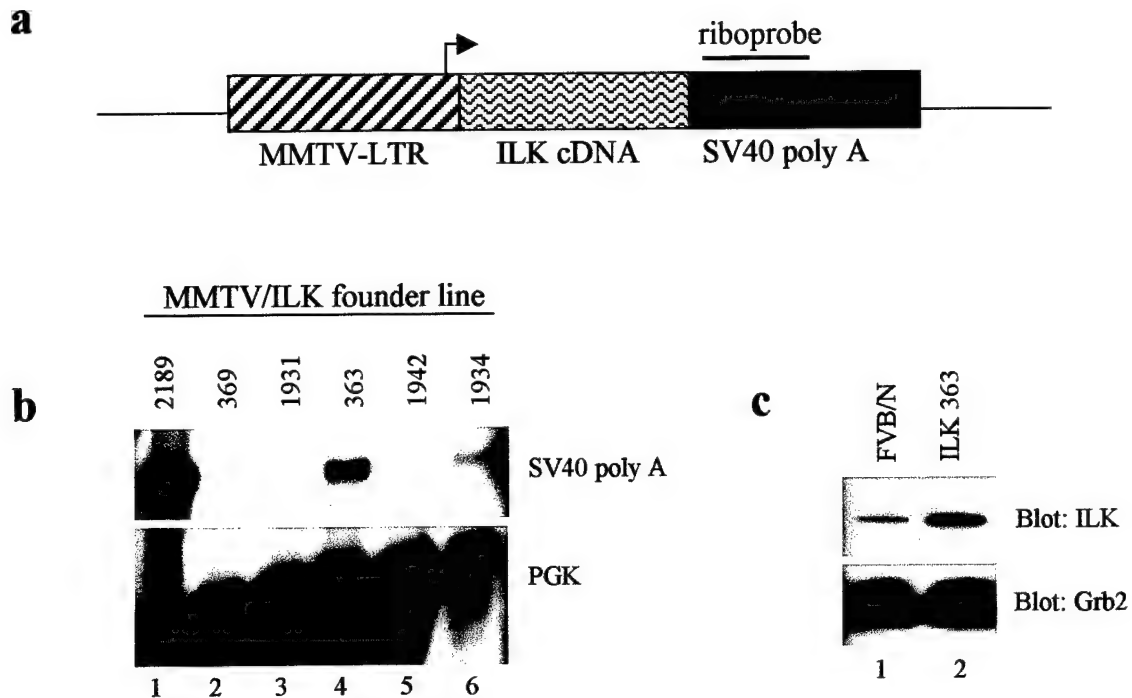 a
riboprobe
MMTV-LTR
ILK cDNA
SV40 poly A
MMTV/ILK founder line
b
2189
369
1931
363
1942
1934
SV40 poly A
PGK
1 2 3 4 5 6
c
FVB/N
ILK 363
Blot: ILK
Blot: Grb2
1 2